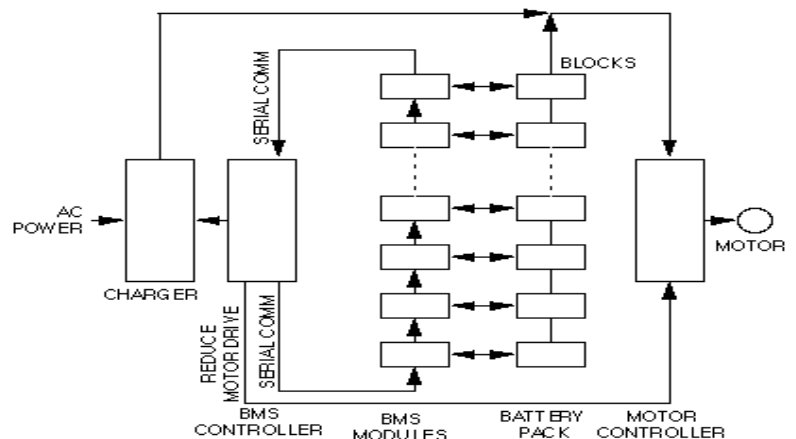 BLOCKS
SERIAL COMM
AC
POWER
MOTOR
CHARGER
REDUCE
MOTOR DRIVE
SERIAL COMM
BMS
CONTROLLER
BMS
MODULES
BATTERY
PACK
MOTOR
CONTROLLER